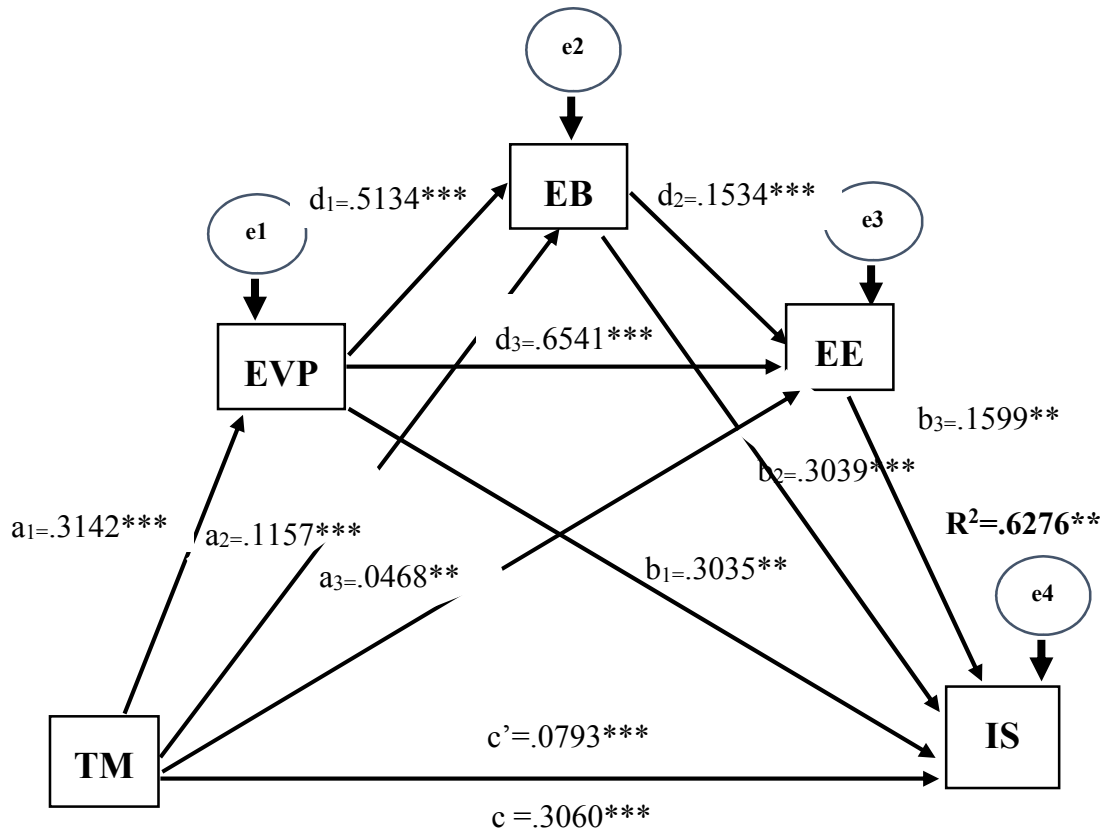 e2
EB
d1=.5134***
d2=.1534***
e1
e3
d3=.6541***
EVP
EE
b3=.1599**
b2=.3039***
a1=.3142***
a2=.1157***
R²=.6276**
a3=.0468**
b1=.3035**
e4
TM
c’=.0793***
IS
c =.3060***